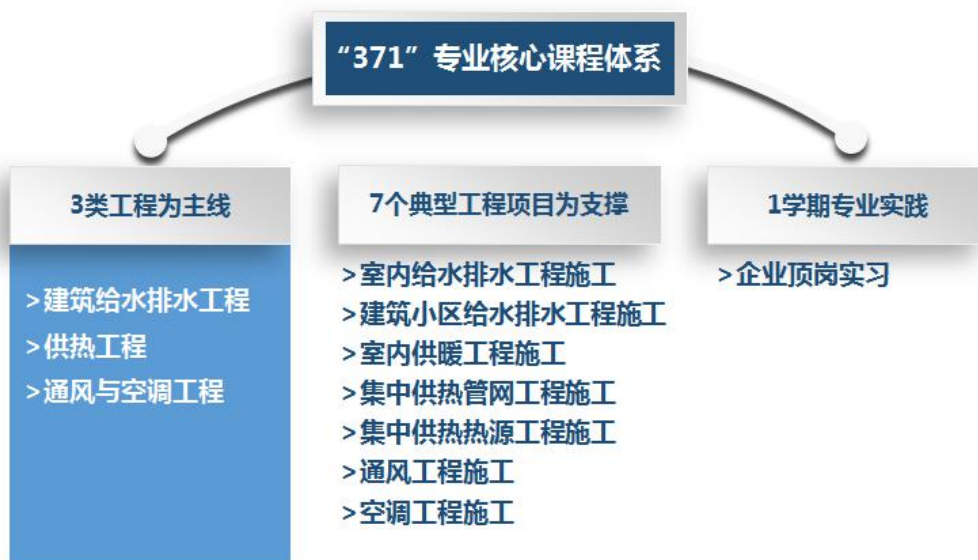 “371”专业核心课程体系
3类工程为主线
>建筑给水排水工程
>供热工程
>通风与空调工程
7个典型工程项目为支撑
>室内给水排水工程施工
>建筑小区给水排水工程施工
>室内供暖工程施工
>集中供热管网工程施工
>集中供热热源工程施工
>通风工程施工
>空调工程施工
1学期专业实践
>企业顶岗实习